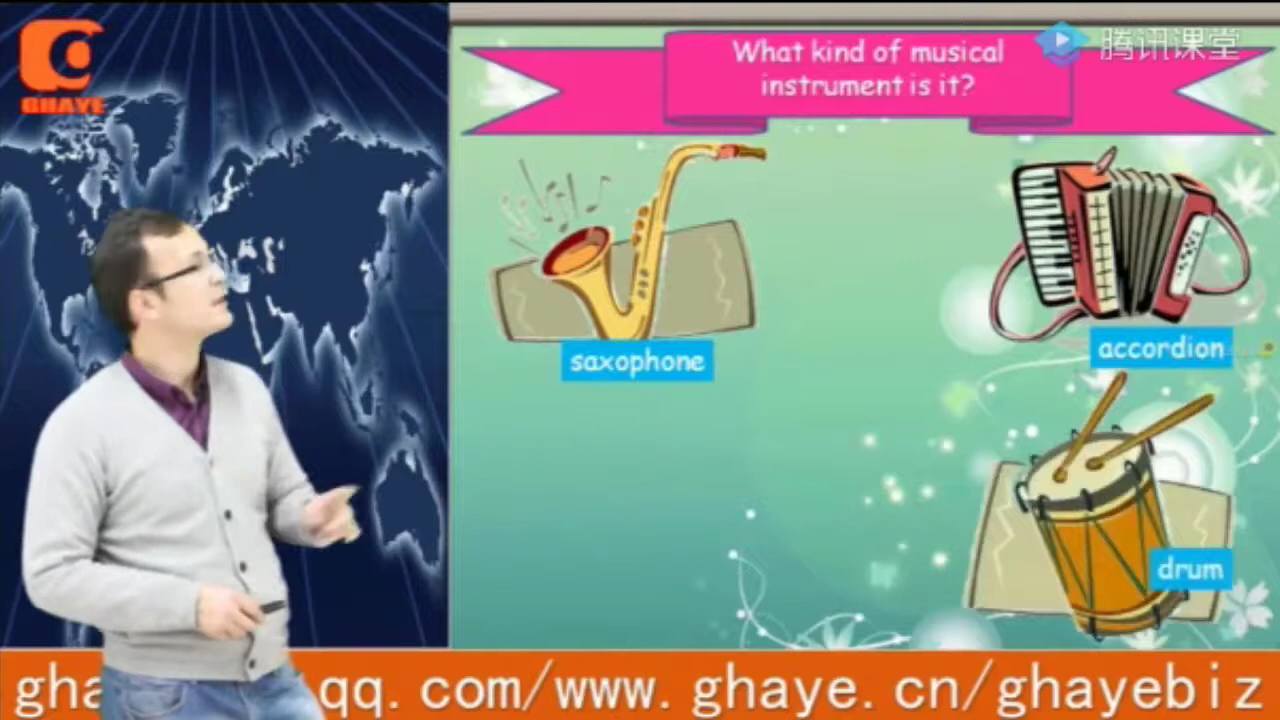 GHAYE
What kind of musical
instrument is it?
腾讯课堂
saxophone
accordion
drum
gha
qq. com/www. ghaye. cn/ghayebiz